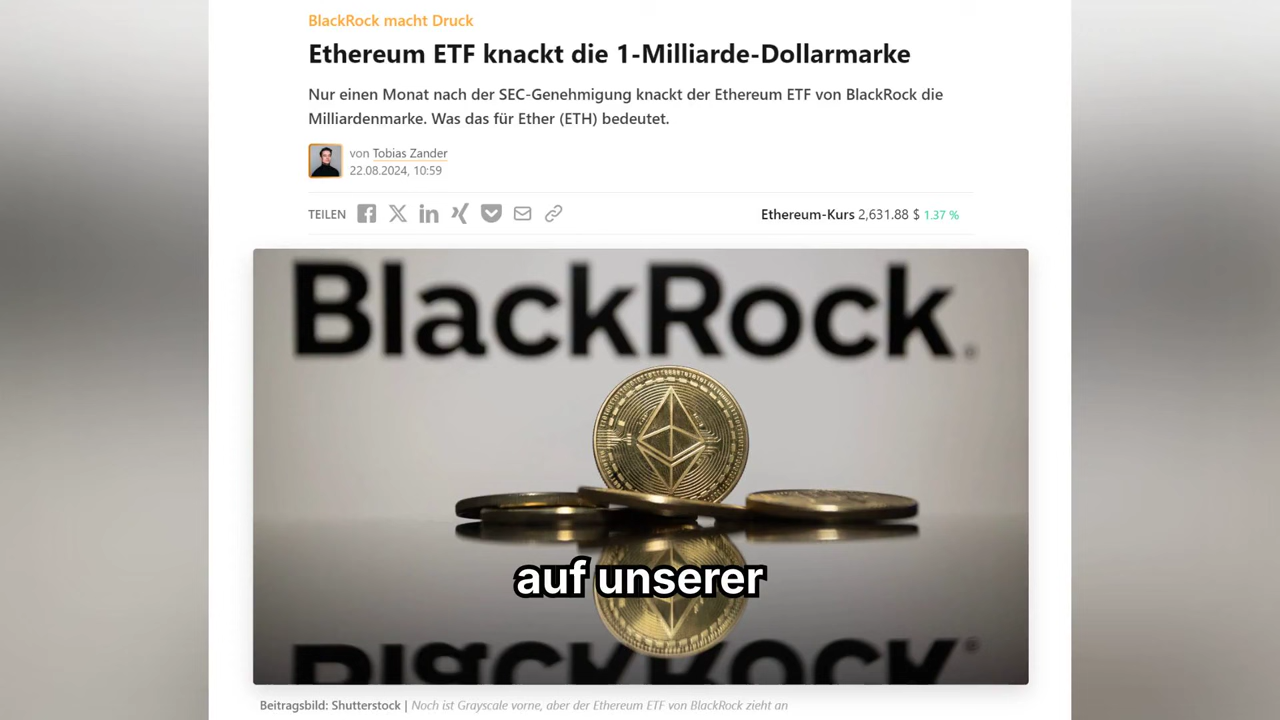 BlackRock macht Druck
Ethereum ETF knackt die 1-Milliarde-Dollarmarke
Nur einen Monat nach der SEC-Genehmigung knackt der Ethereum ETF von BlackRock die
Milliardenmarke. Was das für Ether (ETH) bedeutet.
von Tobias Zander
22.08.2024, 10:59
TEILEN
Ethereum-Kurs 2,631.88 $ 1.37 %
BlackRock.
auf unserer
BlackRock
Beitragsbild: Shutterstock | Noch ist Grayscale vorne, aber der Ethereum ETF von BlackRock zieht an